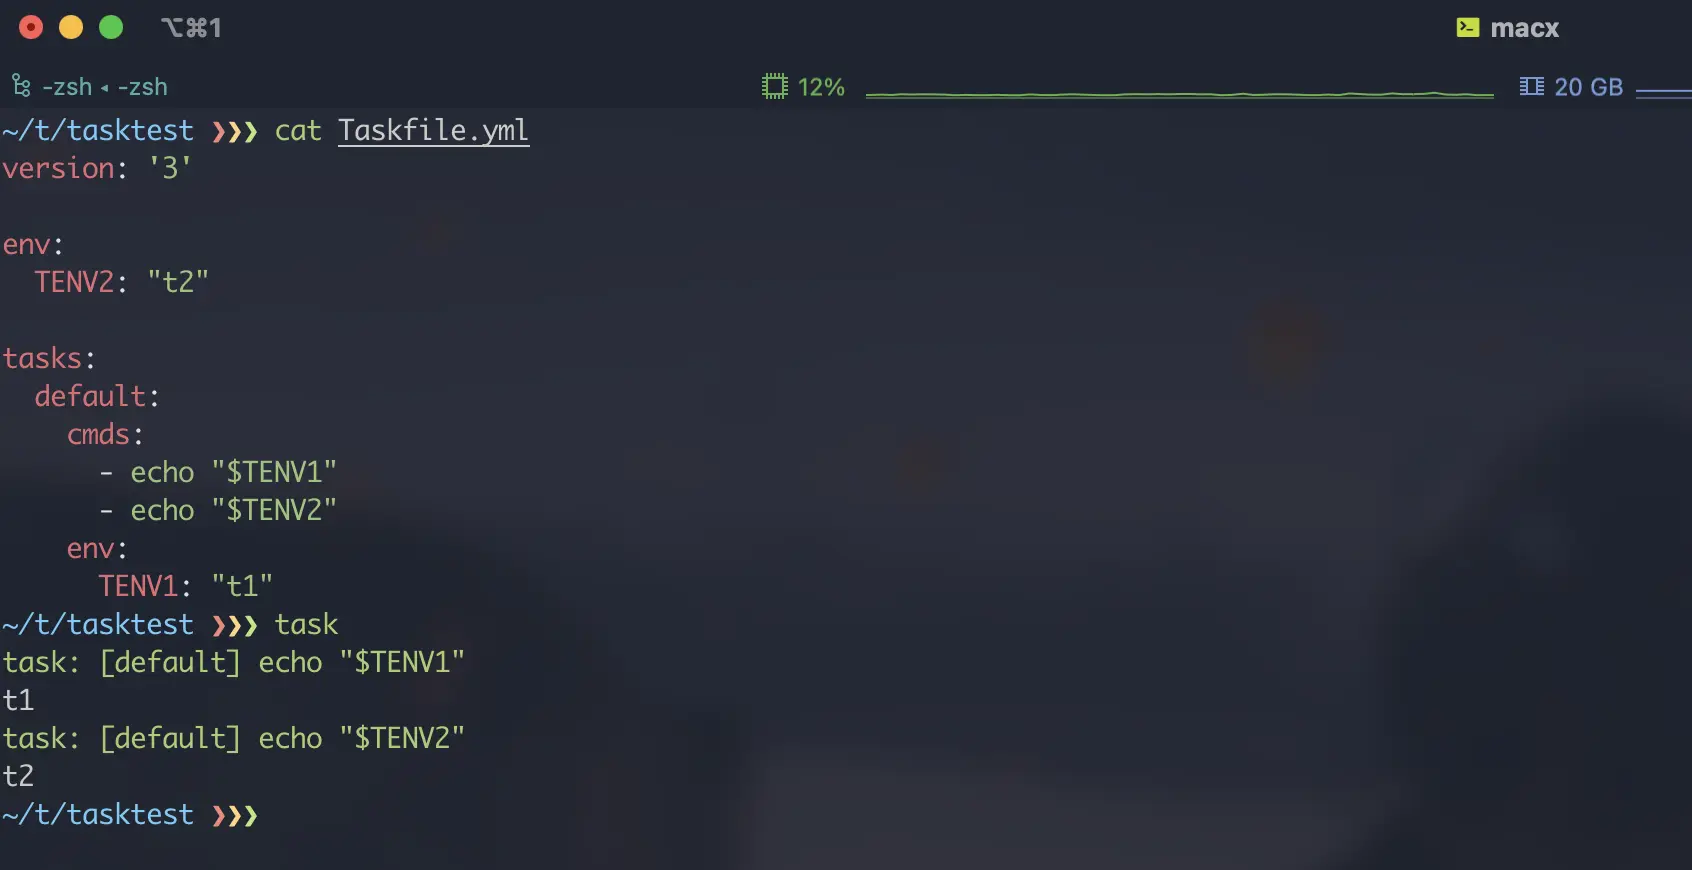 ⌥⌘1
macx
-zsh ◂ -zsh
12%
20 GB
~/t/tasktest ❯❯❯ cat Taskfile.yml
version: '3'
env:
  TENV2: "t2"
tasks:
  default:
    cmds:
      - echo "$TENV1"
      - echo "$TENV2"
    env:
      TENV1: "t1"
~/t/tasktest ❯❯❯ task
task: [default] echo "$TENV1"
t1
task: [default] echo "$TENV2"
t2
~/t/tasktest ❯❯❯